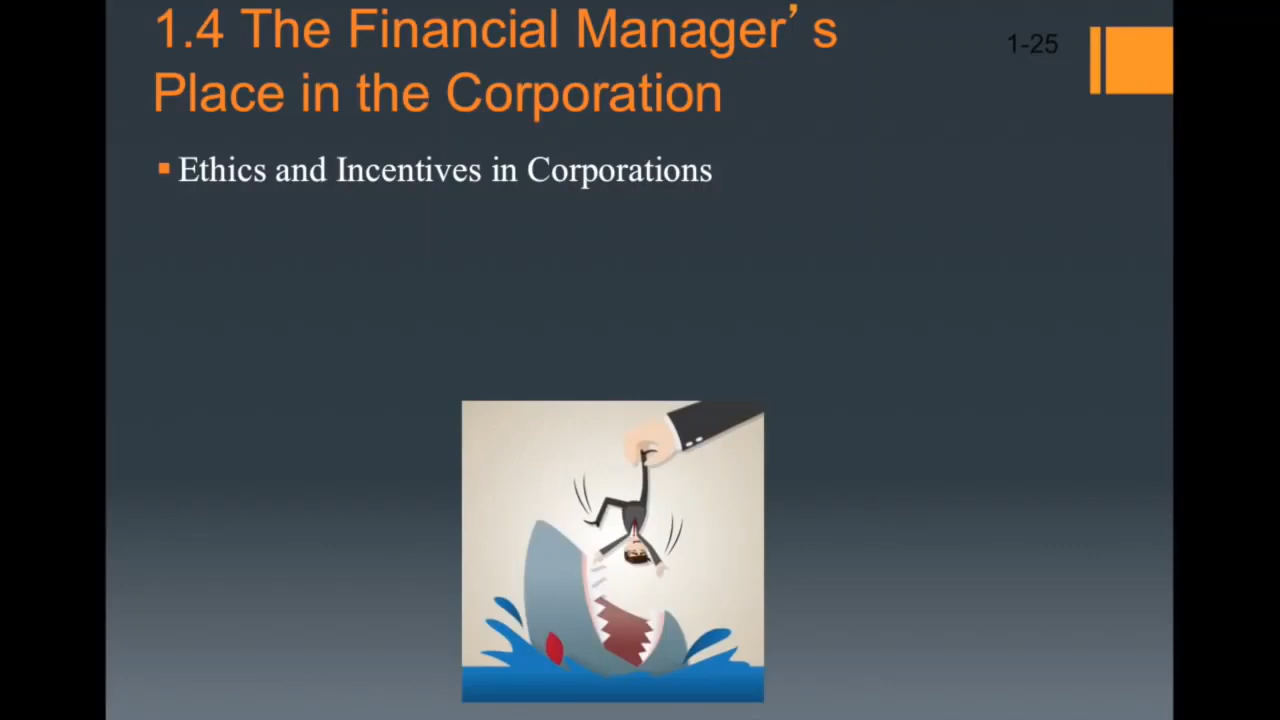 1.4 The Financial Manager’s
Place in the Corporation
1-25
Ethics and Incentives in Corporations